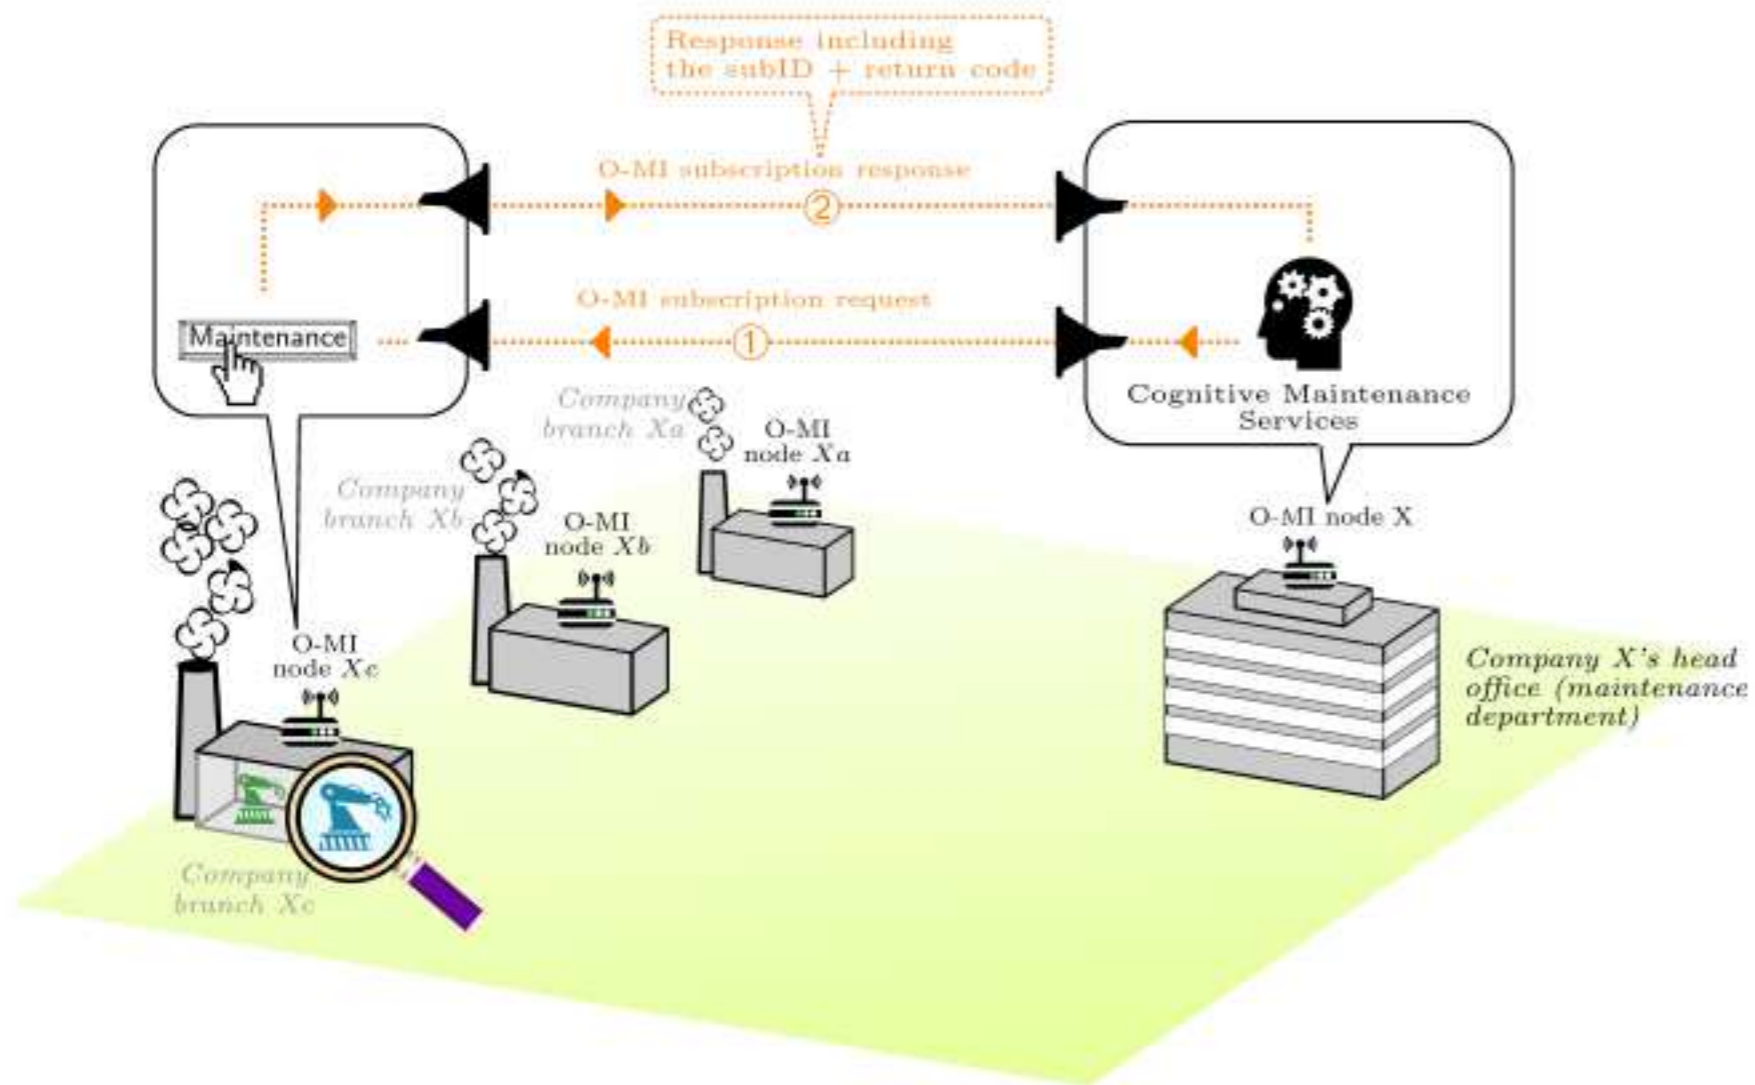 Response including
the subID + return code
O-MI subscription response
2
O-MI subscription request
1
Maintenance
Cognitive Maintenance
Services
Company
branch Xa
O-MI
node Xa
Company
branch Xb
O-MI
node Xb
O-MI node X
O-MI
node Xc
Company X's head
office (maintenance
department)
Company
branch Xc